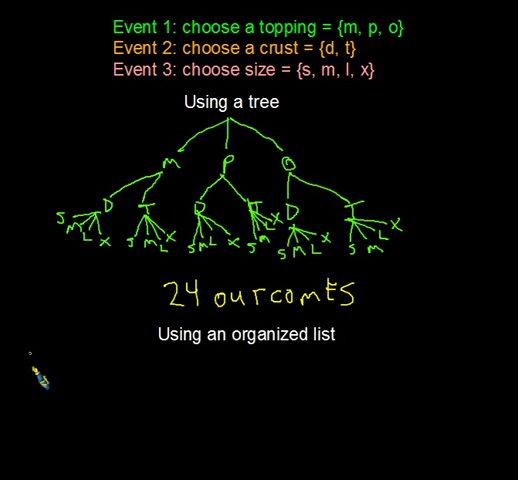 Event 1: choose a topping = {m, p, o}
Event 2: choose a crust = {d, t}
Event 3: choose size = {s, m, l, x}
Using a tree
M P O
D T D T D T
S M L X S M L X S M L X S M L X S M L X S M L X
24 ourcomes
Using an organized list